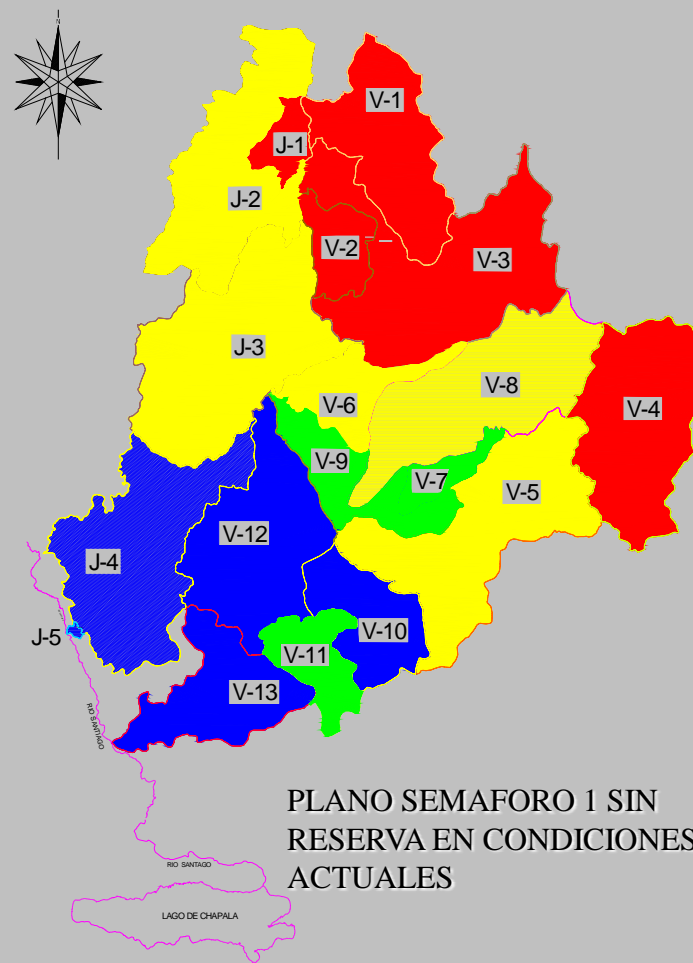 V-1
J-1
J-2
V-2
V-3
J-3
V-8
V-6
V-4
V-9
V-7
V-5
V-12
J-4
V-10
J-5
V-11
V-13
RIO SANTIAGO
PLANO SEMAFORO 1 SIN
RESERVA EN CONDICIONES
ACTUALES
RIO SANTAGO
LAGO DE CHAPALA